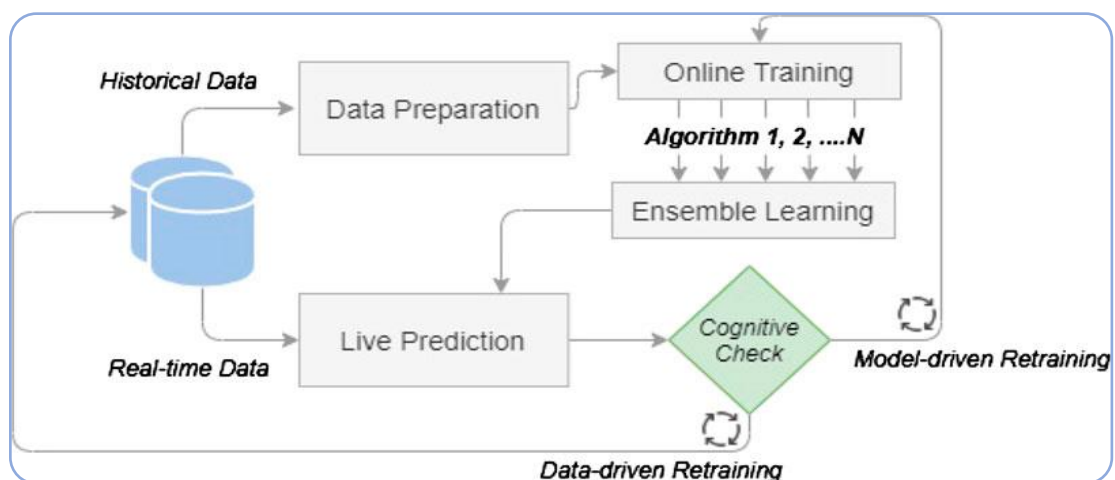 Historical Data
Data Preparation
Online Training
Algorithm 1, 2, ....N
Ensemble Learning
Real-time Data
Live Prediction
Cognitive
Check
Model-driven Retraining
Data-driven Retraining